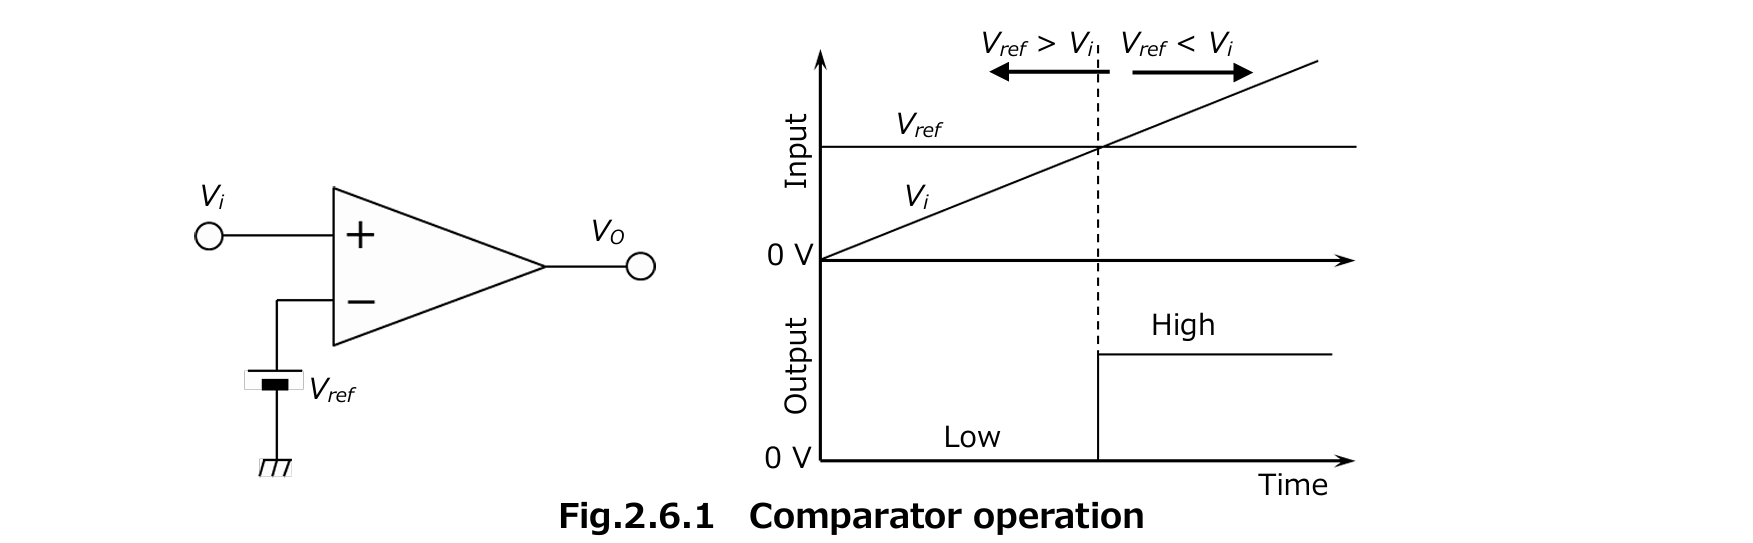 Vi
+
−
Vref
VO
Vref > Vi
Vref < Vi
Input
Vref
Vi
0 V
Output
High
Low
0 V
Time
Fig.2.6.1 Comparator operation